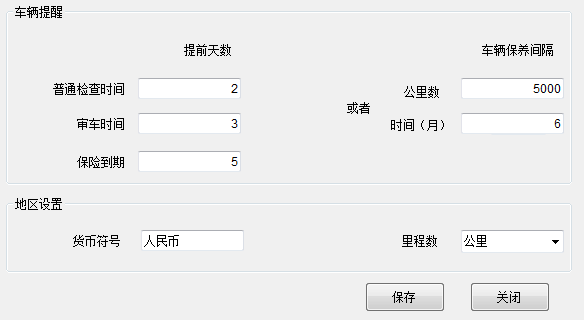 车辆提醒
提前天数 车辆保养间隔
普通检查时间 2 公里数 5000
或者
审车时间 3 时间（月） 6
保险到期 5
地区设置
货币符号 人民币 里程数 公里
保存 关闭